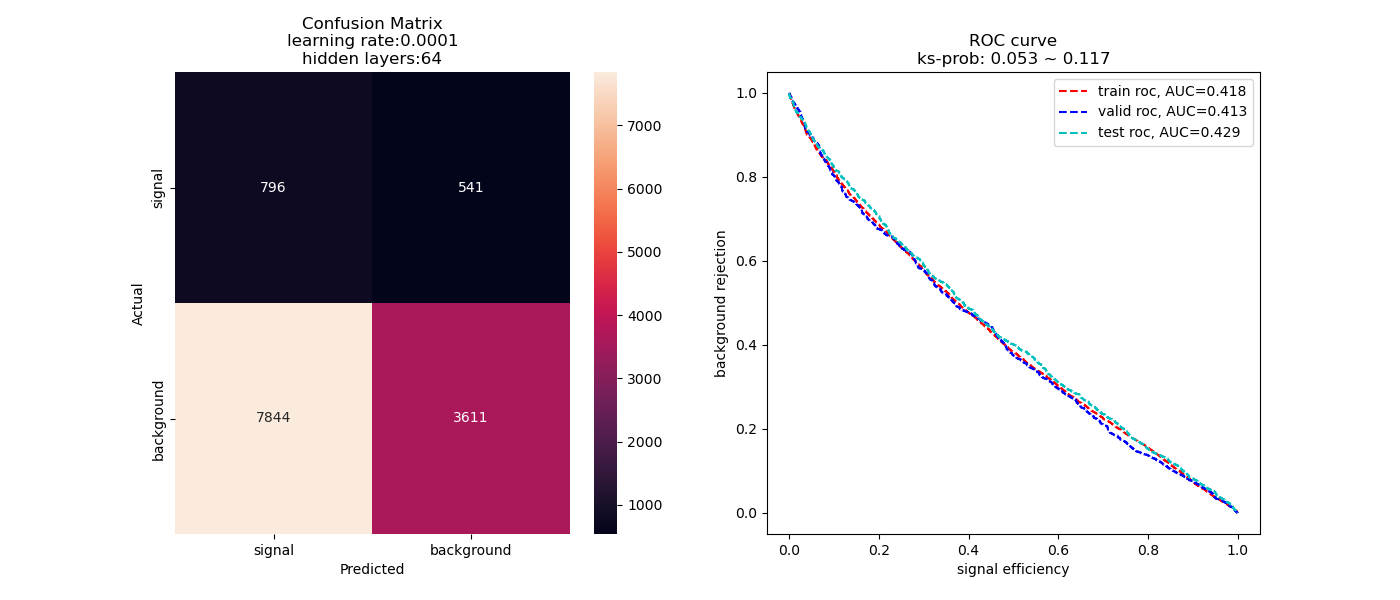 Confusion Matrix
learning rate:0.0001
hidden layers:64
signal
background
Actual
796
541
7844
3611
signal
background
Predicted
7000
6000
5000
4000
3000
2000
1000
ROC curve
ks-prob: 0.053 ~ 0.117
train roc, AUC=0.418
valid roc, AUC=0.413
test roc, AUC=0.429
background rejection
1.0
0.8
0.6
0.4
0.2
0.0
0.0 0.2 0.4 0.6 0.8 1.0
signal efficiency